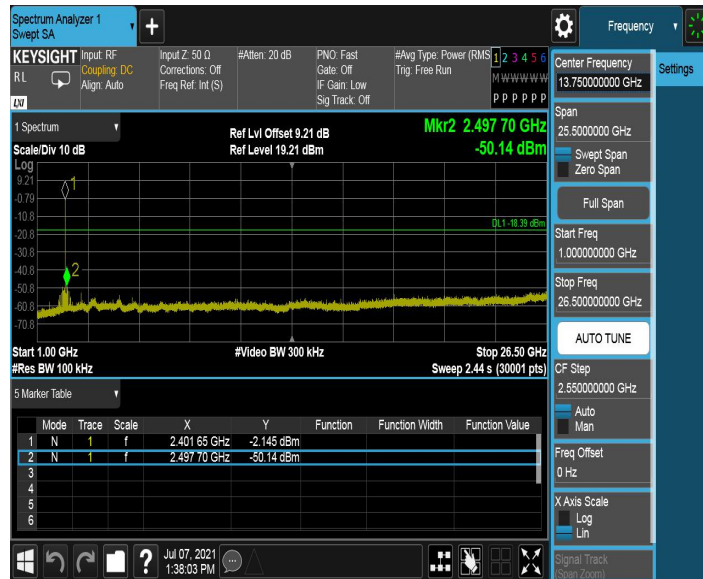 Spectrum Analyzer 1
Swept SA
+
Frequency
KEYSIGHT
RL
LXI
Input: RF
Coupling: DC
Align: Auto
Input Z: 50 Ω
Corrections: Off
Freq Ref: Int (S)
#Atten: 20 dB
PNO: Fast
Gate: Off
IF Gain: Low
Sig Track: Off
#Avg Type: Power (RMS
Trig: Free Run
1 2 3 4 5 6
M W W W W W
P P P P P P
Center Frequency
13.750000000 GHz
Settings
Span
25.5000000 GHz
Swept Span
Zero Span
Full Span
Start Freq
1.000000000 GHz
Stop Freq
26.500000000 GHz
AUTO TUNE
CF Step
2.550000000 GHz
Auto
Man
Freq Offset
0 Hz
X Axis Scale
Log
Lin
Signal Track
(Span Zoom)
1 Spectrum
Scale/Div 10 dB
Ref Lvl Offset 9.21 dB
Ref Level 19.21 dBm
Mkr2 2.497 70 GHz
-50.14 dBm
Log
9.21
-0.79
-10.8
-20.8
-30.8
-40.8
-50.8
-60.8
-70.8
1
2
DL1 -18.39 dBm
Start 1.00 GHz
#Res BW 100 kHz
#Video BW 300 kHz
Stop 26.50 GHz
Sweep 2.44 s (30001 pts)
5 Marker Table
Mode Trace Scale X Y Function Function Width Function Value
1 N 1 f 2.401 65 GHz -2.145 dBm
2 N 1 f 2.497 70 GHz -50.14 dBm
3
4
5
6
?
Jul 07, 2021
1:38:03 PM